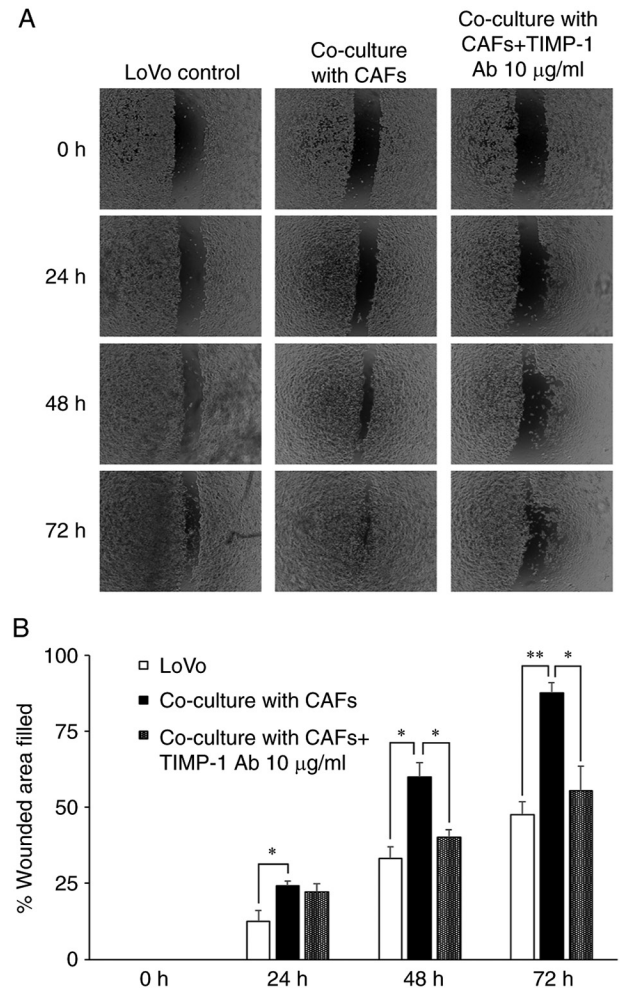 A
LoVo control
Co-culture
with CAFs
Co-culture with
CAFs+TIMP-1
Ab 10 μg/ml
0 h
24 h
48 h
72 h
B
% Wounded area filled
100
75
50
25
0
LoVo
Co-culture with CAFs
Co-culture with CAFs+
TIMP-1 Ab 10 μg/ml
*
* *
** *
0 h 24 h 48 h 72 h